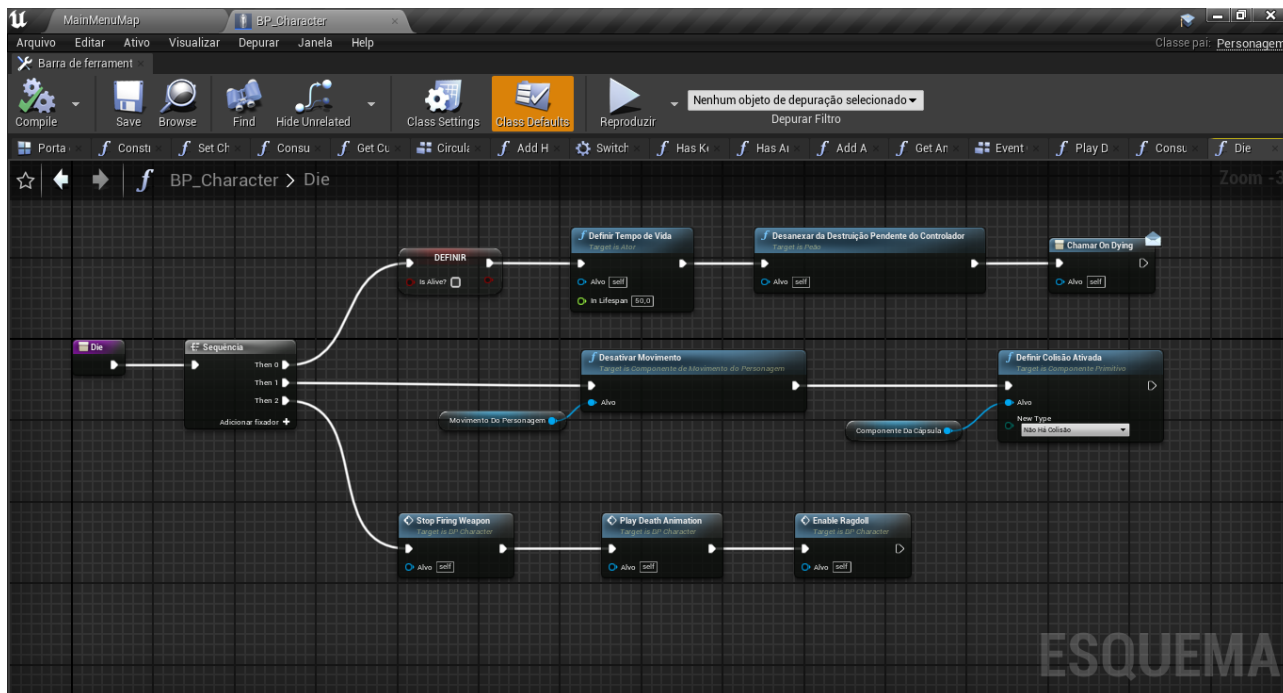 MainMenuMap
BP_Character
Arquivo Editar Ativo Visualizar Depurar Janela Help
Classe pai: Personagem
Barra de ferrament
Compile Save Browse Find Hide Unrelated Class Settings Class Defaults Reproduzir
Nenhum objeto de depuração selecionado
Depurar Filtro
Porta Consti Set Ch Consu Get Cu Circula Add H Switch Has Ke Has Ar Add A Get An Event Play D Consu Die
BP_Character > Die
Zoom -3
DEFINIR
Is Alive?
Definir Tempo de Vida
Target is Ator
Alvo self
In Lifespan 50,0
Desanexar da Destruição Pendente do Controlador
Target is Peão
Alvo self
Chamar On Dying
Alvo self
Die
Sequência
Then 0
Then 1
Then 2
Adicionar fixador
Desativar Movimento
Target is Componente de Movimento do Personagem
Alvo
Movimento Do Personagem
Definir Colisão Ativada
Target is Componente Primitivo
Alvo
New Type
Não Há Colisão
Componente Da Cápsula
Stop Firing Weapon
Target is BP Character
Alvo self
Play Death Animation
Target is BP Character
Alvo self
Enable Ragdoll
Target is BP Character
Alvo self
ESQUEMA